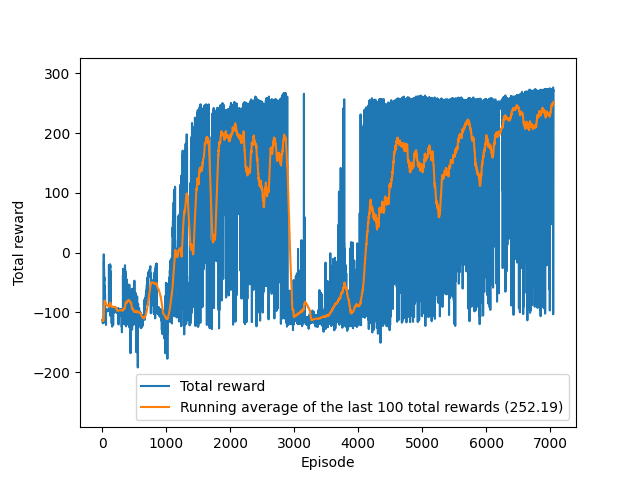 300
200
100
0
−100
−200
Total reward
Total reward
Running average of the last 100 total rewards (252.19)
0 1000 2000 3000 4000 5000 6000 7000
Episode